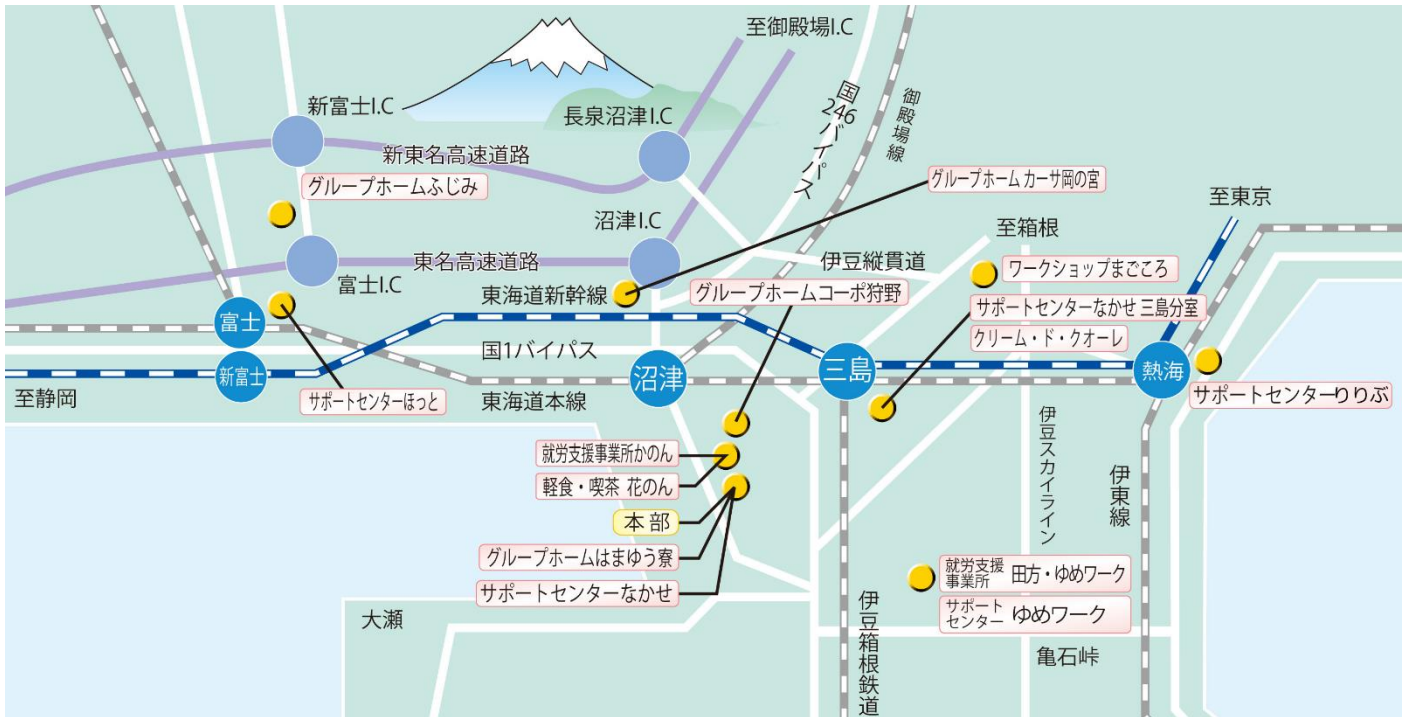 至御殿場I.C
国246バイパス
御殿場線
新富士I.C
長泉沼津I.C
新東名高速道路
グループホームふじみ
グループホーム カーサ岡の宮
至東京
沼津I.C
至箱根
東名高速道路
伊豆縦貫道
ワークショップまごころ
富士I.C
東海道新幹線
グループホームコーポ狩野
サポートセンターなかせ 三島分室
富士
クリーム・ド・クオーレ
国1バイパス
新富士
沼津
三島
熱海
至静岡
サポートセンターほっと
東海道本線
サポートセンターりりぶ
伊豆スカイライン
就労支援事業所かのん
伊東線
軽食・喫茶 花のん
本部
グループホームはまゆう寮
サポートセンターなかせ
就労支援
事業所 田方・ゆめワーク
サポート
センター ゆめワーク
大瀬
伊豆箱根鉄道
亀石峠